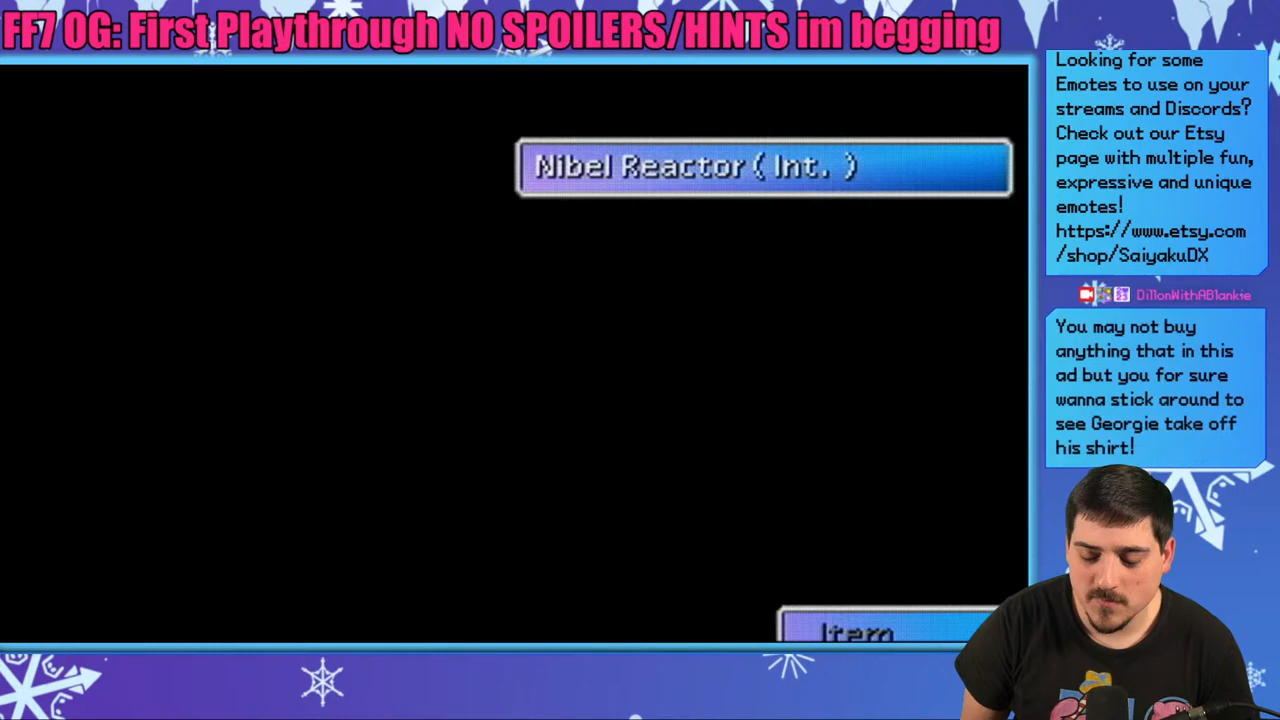 FF7 OG: First Playthrough NO SPOILERS/HINTS im begging
Nibel Reactor ( Int. )
Item
Looking for some
Emotes to use on your
streams and Discords?
Check out our Etsy
page with multiple fun,
expressive and unique
emotes!
https://www.etsy.com
/shop/SaiyakuDX
DillonWithABlankie
You may not buy
anything that in this
ad but you for sure
wanna stick around to
see Georgie take off
his shirt!